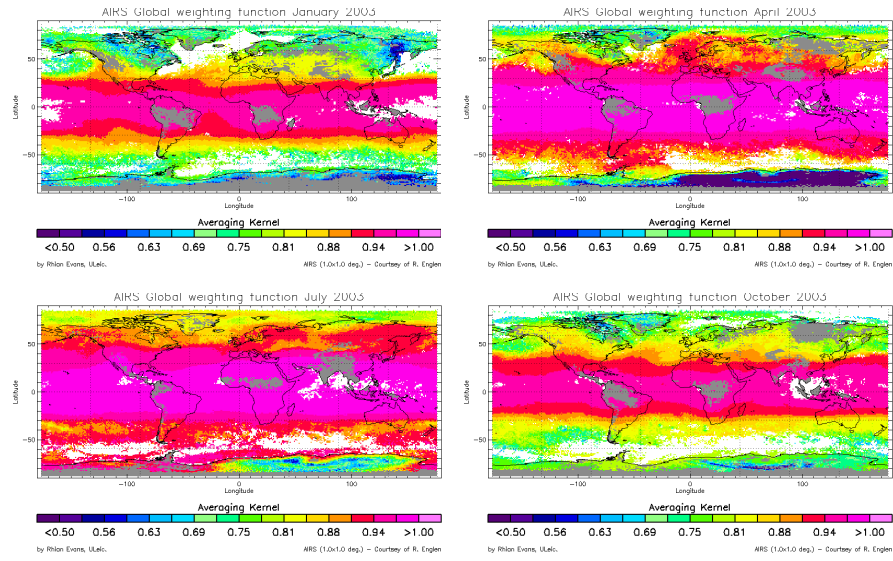 AIRS Global weighting function January 2003
50
0
−50
Latitude
−100
0
100
Longitude
Averaging Kernel
<0.50 0.56 0.63 0.69 0.75 0.81 0.88 0.94 >1.00
by Rhian Evans, ULeic.
AIRS (1.0x1.0 deg.) − Courtsey of R. Englen
AIRS Global weighting function April 2003
50
0
−50
Latitude
−100
0
100
Longitude
Averaging Kernel
<0.50 0.56 0.63 0.69 0.75 0.81 0.88 0.94 >1.00
by Rhian Evans, ULeic.
AIRS (1.0x1.0 deg.) − Courtsey of R. Englen
AIRS Global weighting function July 2003
50
0
−50
Latitude
−100
0
100
Longitude
Averaging Kernel
<0.50 0.56 0.63 0.69 0.75 0.81 0.88 0.94 >1.00
by Rhian Evans, ULeic.
AIRS (1.0x1.0 deg.) − Courtsey of R. Englen
AIRS Global weighting function October 2003
50
0
−50
Latitude
−100
0
100
Longitude
Averaging Kernel
<0.50 0.56 0.63 0.69 0.75 0.81 0.88 0.94 >1.00
by Rhian Evans, ULeic.
AIRS (1.0x1.0 deg.) − Courtsey of R. Englen